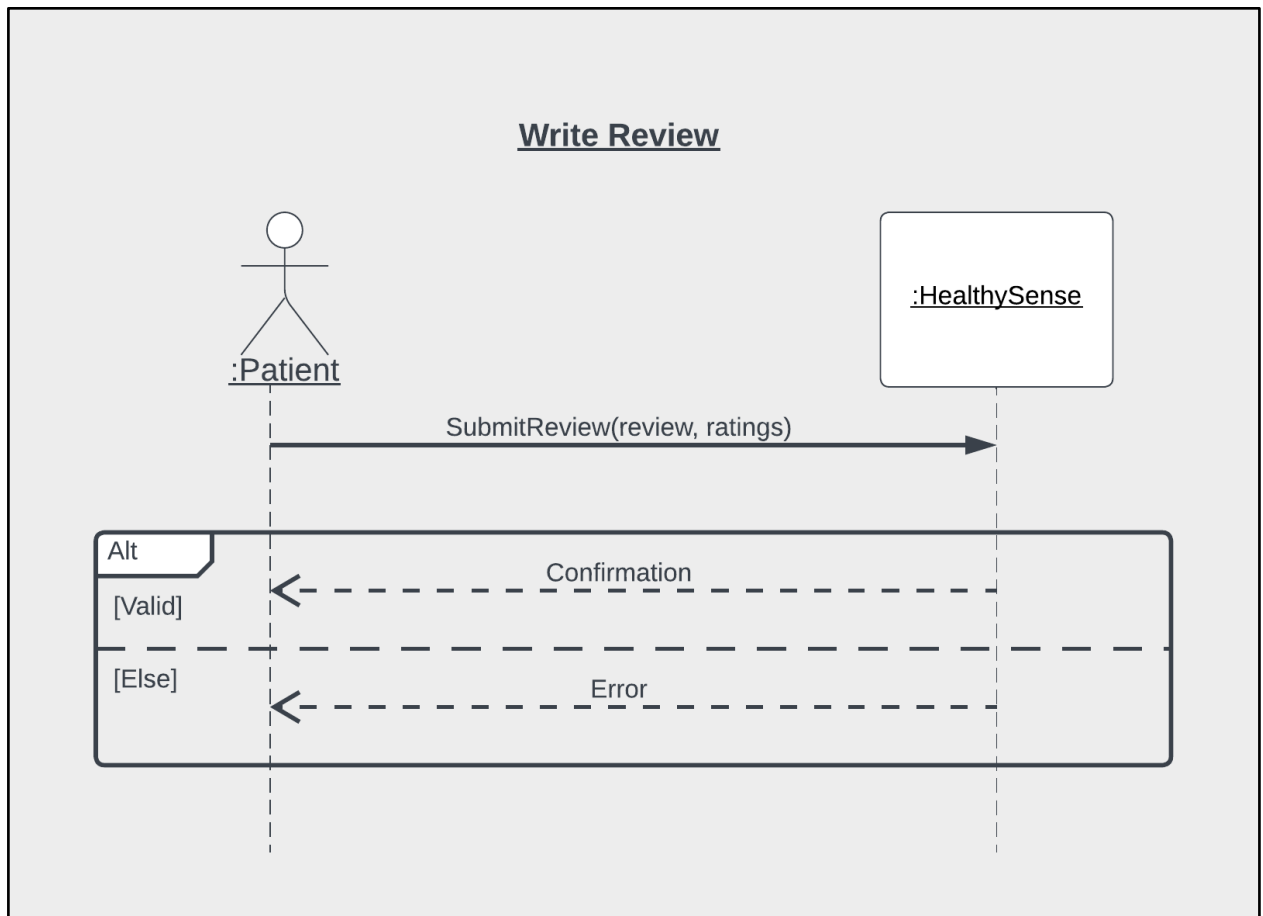 Write Review
:Patient
:HealthySense
SubmitReview(review, ratings)
Alt
Confirmation
[Valid]
[Else]
Error